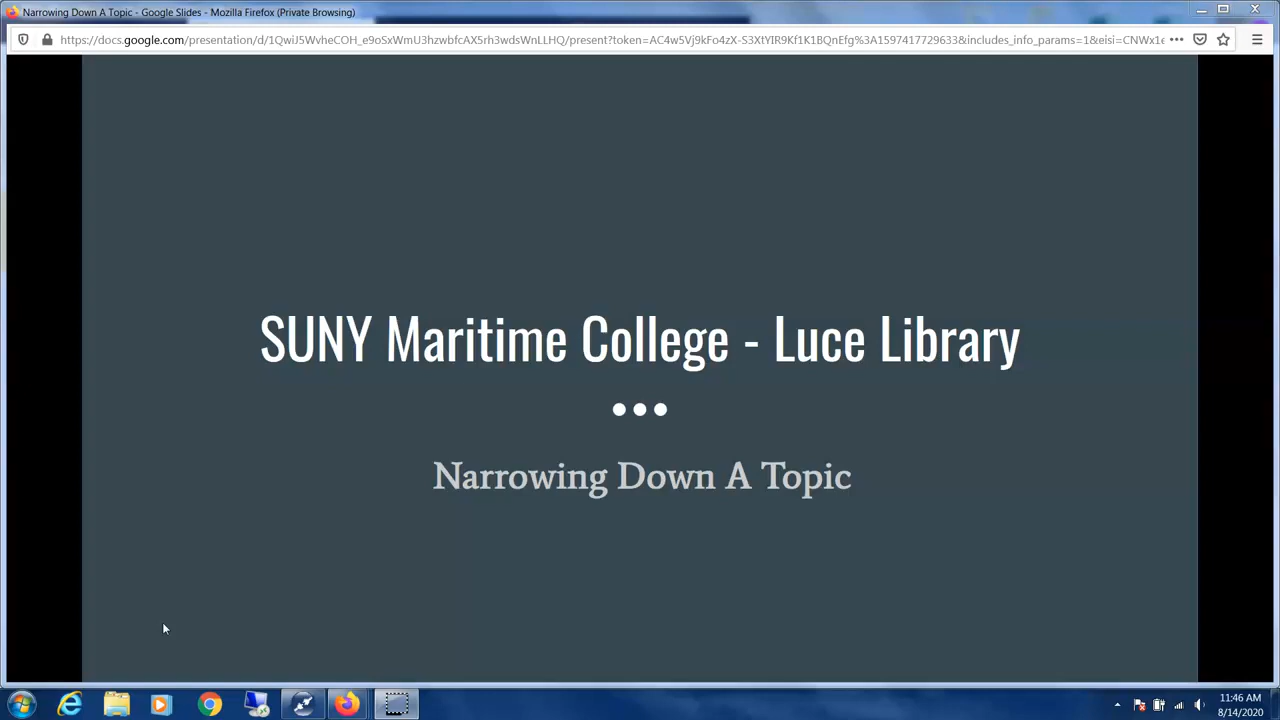 Narrowing Down A Topic - Google Slides - Mozilla Firefox (Private Browsing)
https://docs.google.com/presentation/d/1QwiJ5WvheCOH_e9oSxWmU3hzwbfcAX5rh3wdsWnLLHQ/present?token=AC4w5Vj9kFo4zX-S3XtYIR9Kf1K1BQnEfg%3A1597417729633&includes_info_params=1&eisi=CNWx1e
SUNY Maritime College - Luce Library
Narrowing Down A Topic
11:46 AM
8/14/2020